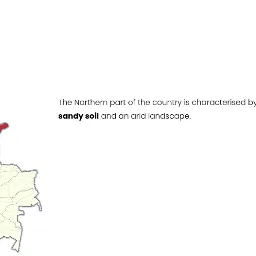 The Northern part of the country is characterised by
sandy soil and an arid landscape.